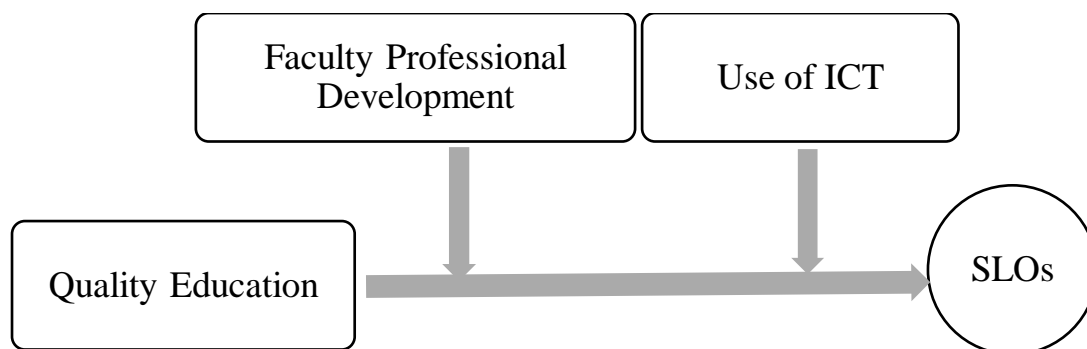 Faculty Professional
Development
Use of ICT
Quality Education
SLOs